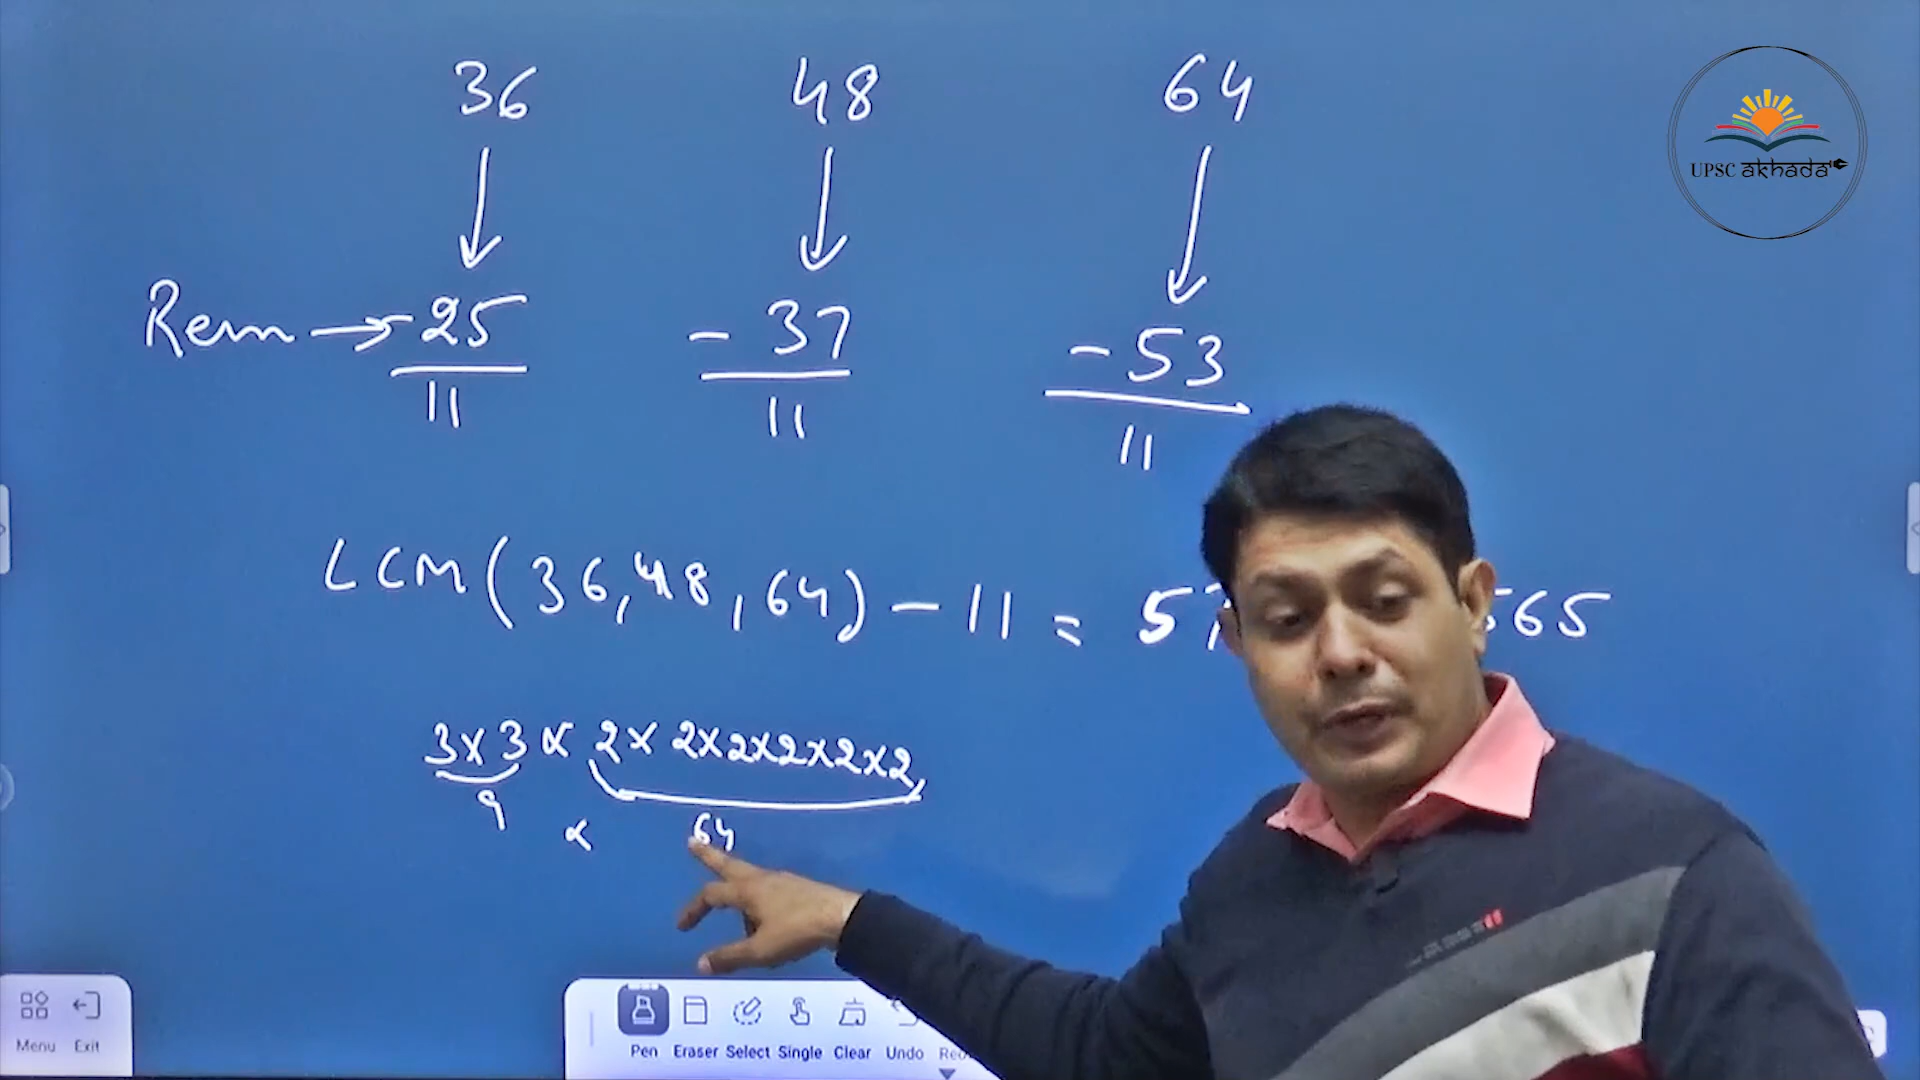 36 48 64
UPSC akhada
Rem → 25 - 37 - 53
11 11 11
LCM (36, 48, 64) - 11 = 57 565
3 x 3 x 2 x 2 x 2 x 2 x 2 x 2
9 x 64
Menu Exit Pen Eraser Select Single Clear Undo